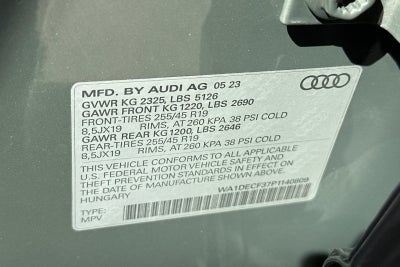 MFD. BY AUDI AG 05 23
GVWR KG 2325, LBS 5126
GAWR FRONT KG 1220, LBS 2690
FRONT-TIRES 255/45 R19
8,5JX19 RIMS, AT 260 KPA 38 PSI COLD
GAWR REAR KG 1200, LBS 2646
REAR-TIRES 255/45 R19
8,5JX19 RIMS, AT 260 KPA 38 PSI COLD
THIS VEHICLE CONFORMS TO ALL APPLICABLE
U.S. FEDERAL MOTOR VEHICLE SAFETY AND
THEFT PREVENTION STANDARDS IN EFFECT ON THE
DATE OF MANUFACTURE SHOWN ABOVE.
HUNGARY WA1DECF37P1140809
TYPE:
MPV